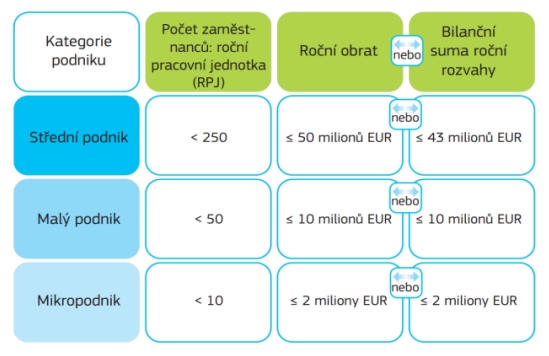 Kategorie
podniku
Počet zaměst-
nanců: roční
pracovní jednotka
(RPJ)
Roční obrat
nebo
Bilanční
suma roční
rozvahy
Střední podnik
< 250
≤ 50 milionů EUR
nebo
≤ 43 milionů EUR
Malý podnik
< 50
≤ 10 milionů EUR
nebo
≤ 10 milionů EUR
Mikropodnik
< 10
≤ 2 miliony EUR
nebo
≤ 2 miliony EUR